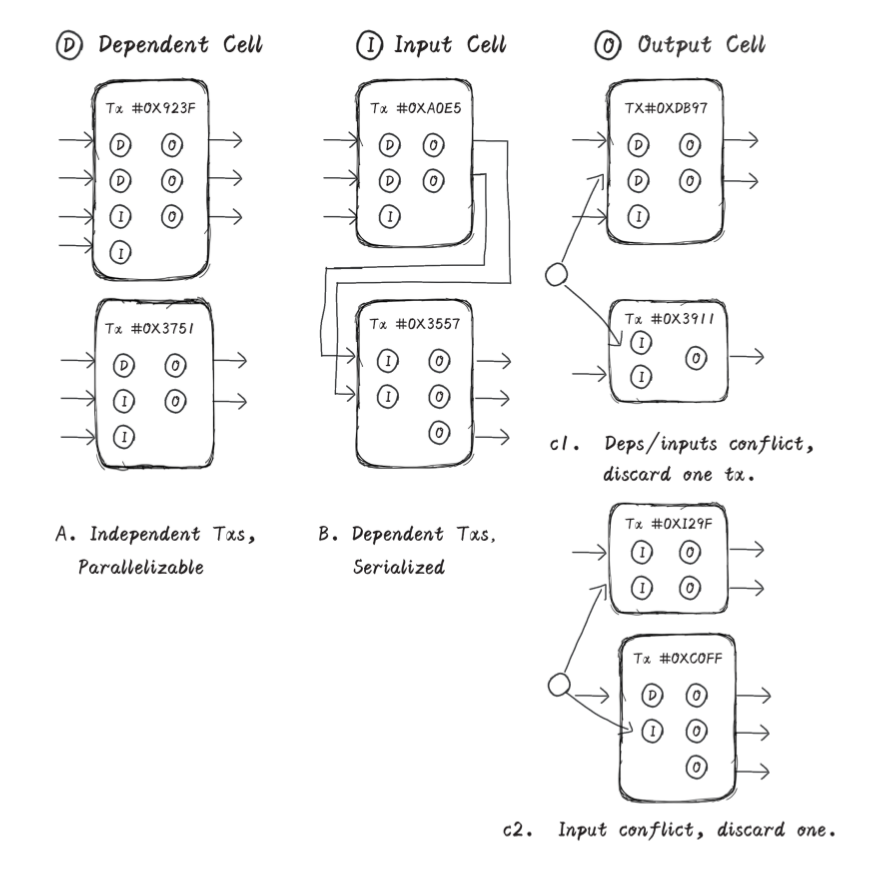 D Dependent Cell
I Input Cell
O Output Cell
Tx #0X923F
D O
D O
I O
I
Tx #0X3751
D O
I O
I
A. Independent Txs,
Parallelizable
Tx #0XA0E5
D O
D O
I
Tx #0X3557
I O
I O
O
B. Dependent Txs,
Serialized
TX#0XDB97
D O
D O
I
Tx #0X3911
I O
I
c1. Deps/inputs conflict,
discard one tx.
Tx #0X129F
I O
I O
Tx #0XC0FF
D O
I O
O
c2. Input conflict, discard one.